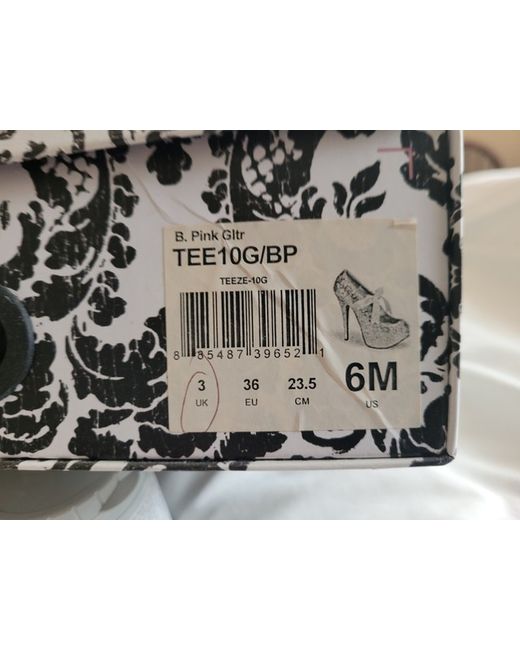 B. Pink Gltr
TEE10G/BP
TEEZE-10G
8 85487 39652 1
3 36 23.5 6M
UK EU CM US